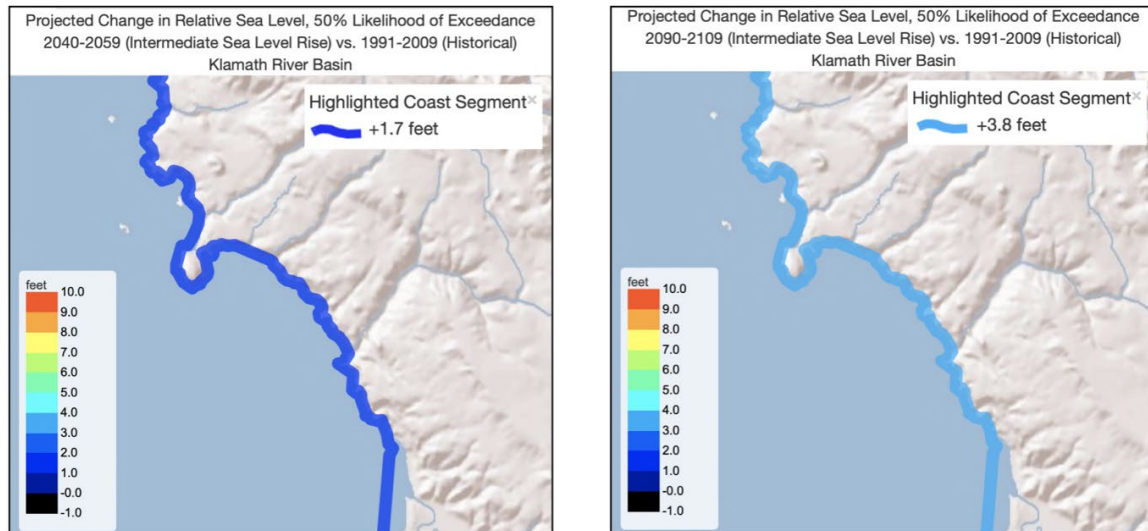 Projected Change in Relative Sea Level, 50% Likelihood of Exceedance
2040-2059 (Intermediate Sea Level Rise) vs. 1991-2009 (Historical)
Klamath River Basin
Highlighted Coast Segment×
+1.7 feet
feet
10.0
9.0
8.0
7.0
6.0
5.0
4.0
3.0
2.0
1.0
-0.0
-1.0
Projected Change in Relative Sea Level, 50% Likelihood of Exceedance
2090-2109 (Intermediate Sea Level Rise) vs. 1991-2009 (Historical)
Klamath River Basin
Highlighted Coast Segment×
+3.8 feet
feet
10.0
9.0
8.0
7.0
6.0
5.0
4.0
3.0
2.0
1.0
-0.0
-1.0